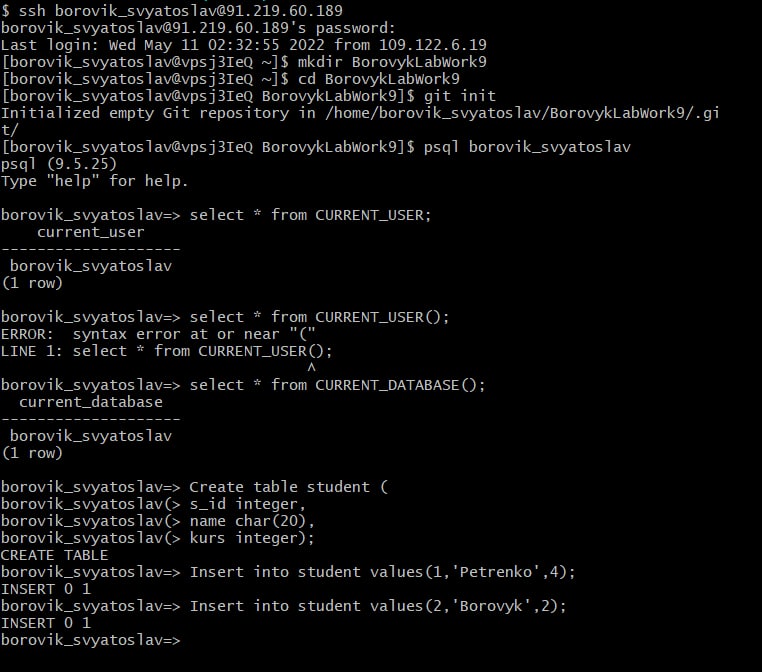 $ ssh borovik_svyatoslav@91.219.60.189
borovik_svyatoslav@91.219.60.189's password:
Last login: Wed May 11 02:32:55 2022 from 109.122.6.19
[borovik_svyatoslav@vpsj3IeQ ~]$ mkdir BorovykLabWork9
[borovik_svyatoslav@vpsj3IeQ ~]$ cd BorovykLabWork9
[borovik_svyatoslav@vpsj3IeQ BorovykLabWork9]$ git init
Initialized empty Git repository in /home/borovik_svyatoslav/BorovykLabWork9/.gi
t/
[borovik_svyatoslav@vpsj3IeQ BorovykLabWork9]$ psql borovik_svyatoslav
psql (9.5.25)
Type "help" for help.

borovik_svyatoslav=> select * from CURRENT_USER;
    current_user
--------------------
 borovik_svyatoslav
(1 row)

borovik_svyatoslav=> select * from CURRENT_USER();
ERROR:  syntax error at or near "("
LINE 1: select * from CURRENT_USER();
                                  ^
borovik_svyatoslav=> select * from CURRENT_DATABASE();
  current_database
--------------------
 borovik_svyatoslav
(1 row)

borovik_svyatoslav=> Create table student (
borovik_svyatoslav(> s_id integer,
borovik_svyatoslav(> name char(20),
borovik_svyatoslav(> kurs integer);
CREATE TABLE
borovik_svyatoslav=> Insert into student values(1,'Petrenko',4);
INSERT 0 1
borovik_svyatoslav=> Insert into student values(2,'Borovyk',2);
INSERT 0 1
borovik_svyatoslav=>